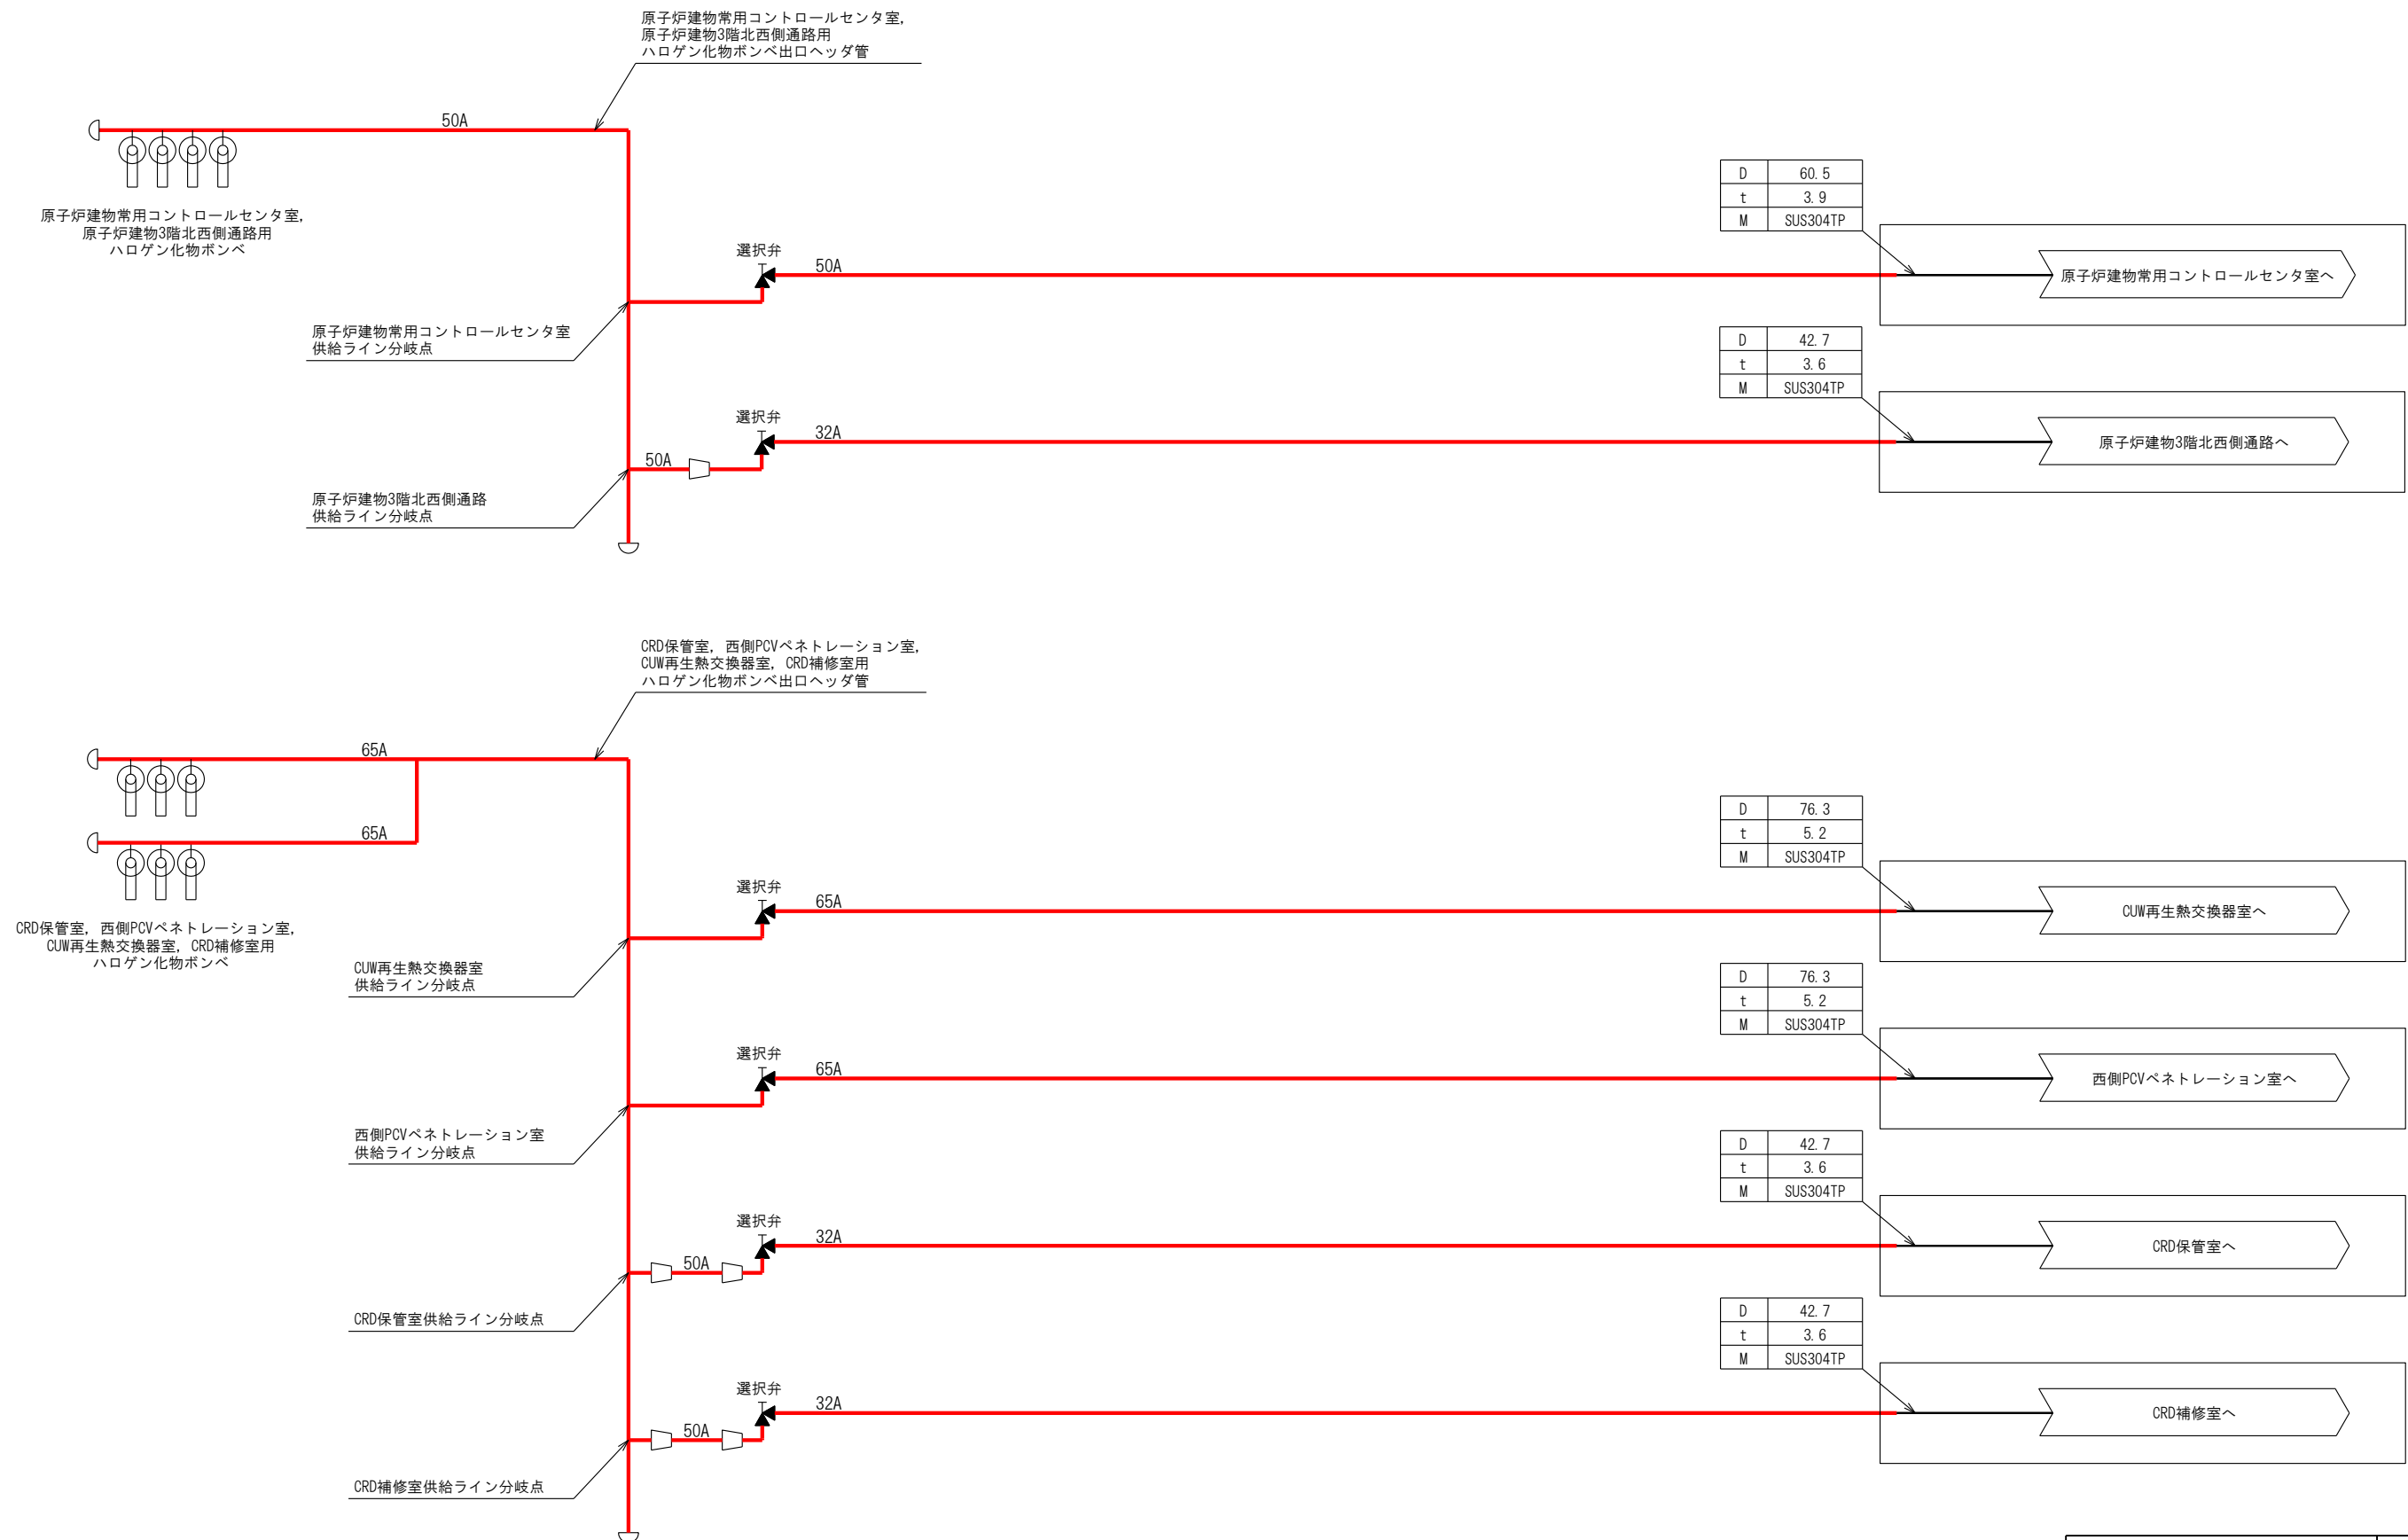 原子炉建物常用コントロールセンタ室,
原子炉建物3階北西側通路用
ハロゲン化物ボンベ出口ヘッダ管
50A
原子炉建物常用コントロールセンタ室,
原子炉建物3階北西側通路用
ハロゲン化物ボンベ
D 60.5
t 3.9
M SUS304TP
選択弁
50A
原子炉建物常用コントロールセンタ室へ
原子炉建物常用コントロールセンタ室
供給ライン分岐点
D 42.7
t 3.6
M SUS304TP
選択弁
32A
原子炉建物3階北西側通路へ
50A
原子炉建物3階北西側通路
供給ライン分岐点
CRD保管室, 西側PCVペネトレーション室,
CUW再生熱交換器室, CRD補修室用
ハロゲン化物ボンベ出口ヘッダ管
65A
65A
CRD保管室, 西側PCVペネトレーション室,
CUW再生熱交換器室, CRD補修室用
ハロゲン化物ボンベ
D 76.3
t 5.2
M SUS304TP
選択弁
65A
CUW再生熱交換器室へ
CUW再生熱交換器室
供給ライン分岐点
D 76.3
t 5.2
M SUS304TP
選択弁
65A
西側PCVペネトレーション室へ
西側PCVペネトレーション室
供給ライン分岐点
D 42.7
t 3.6
M SUS304TP
選択弁
32A
CRD保管室へ
50A
CRD保管室供給ライン分岐点
D 42.7
t 3.6
M SUS304TP
選択弁
32A
CRD補修室へ
50A
CRD補修室供給ライン分岐点